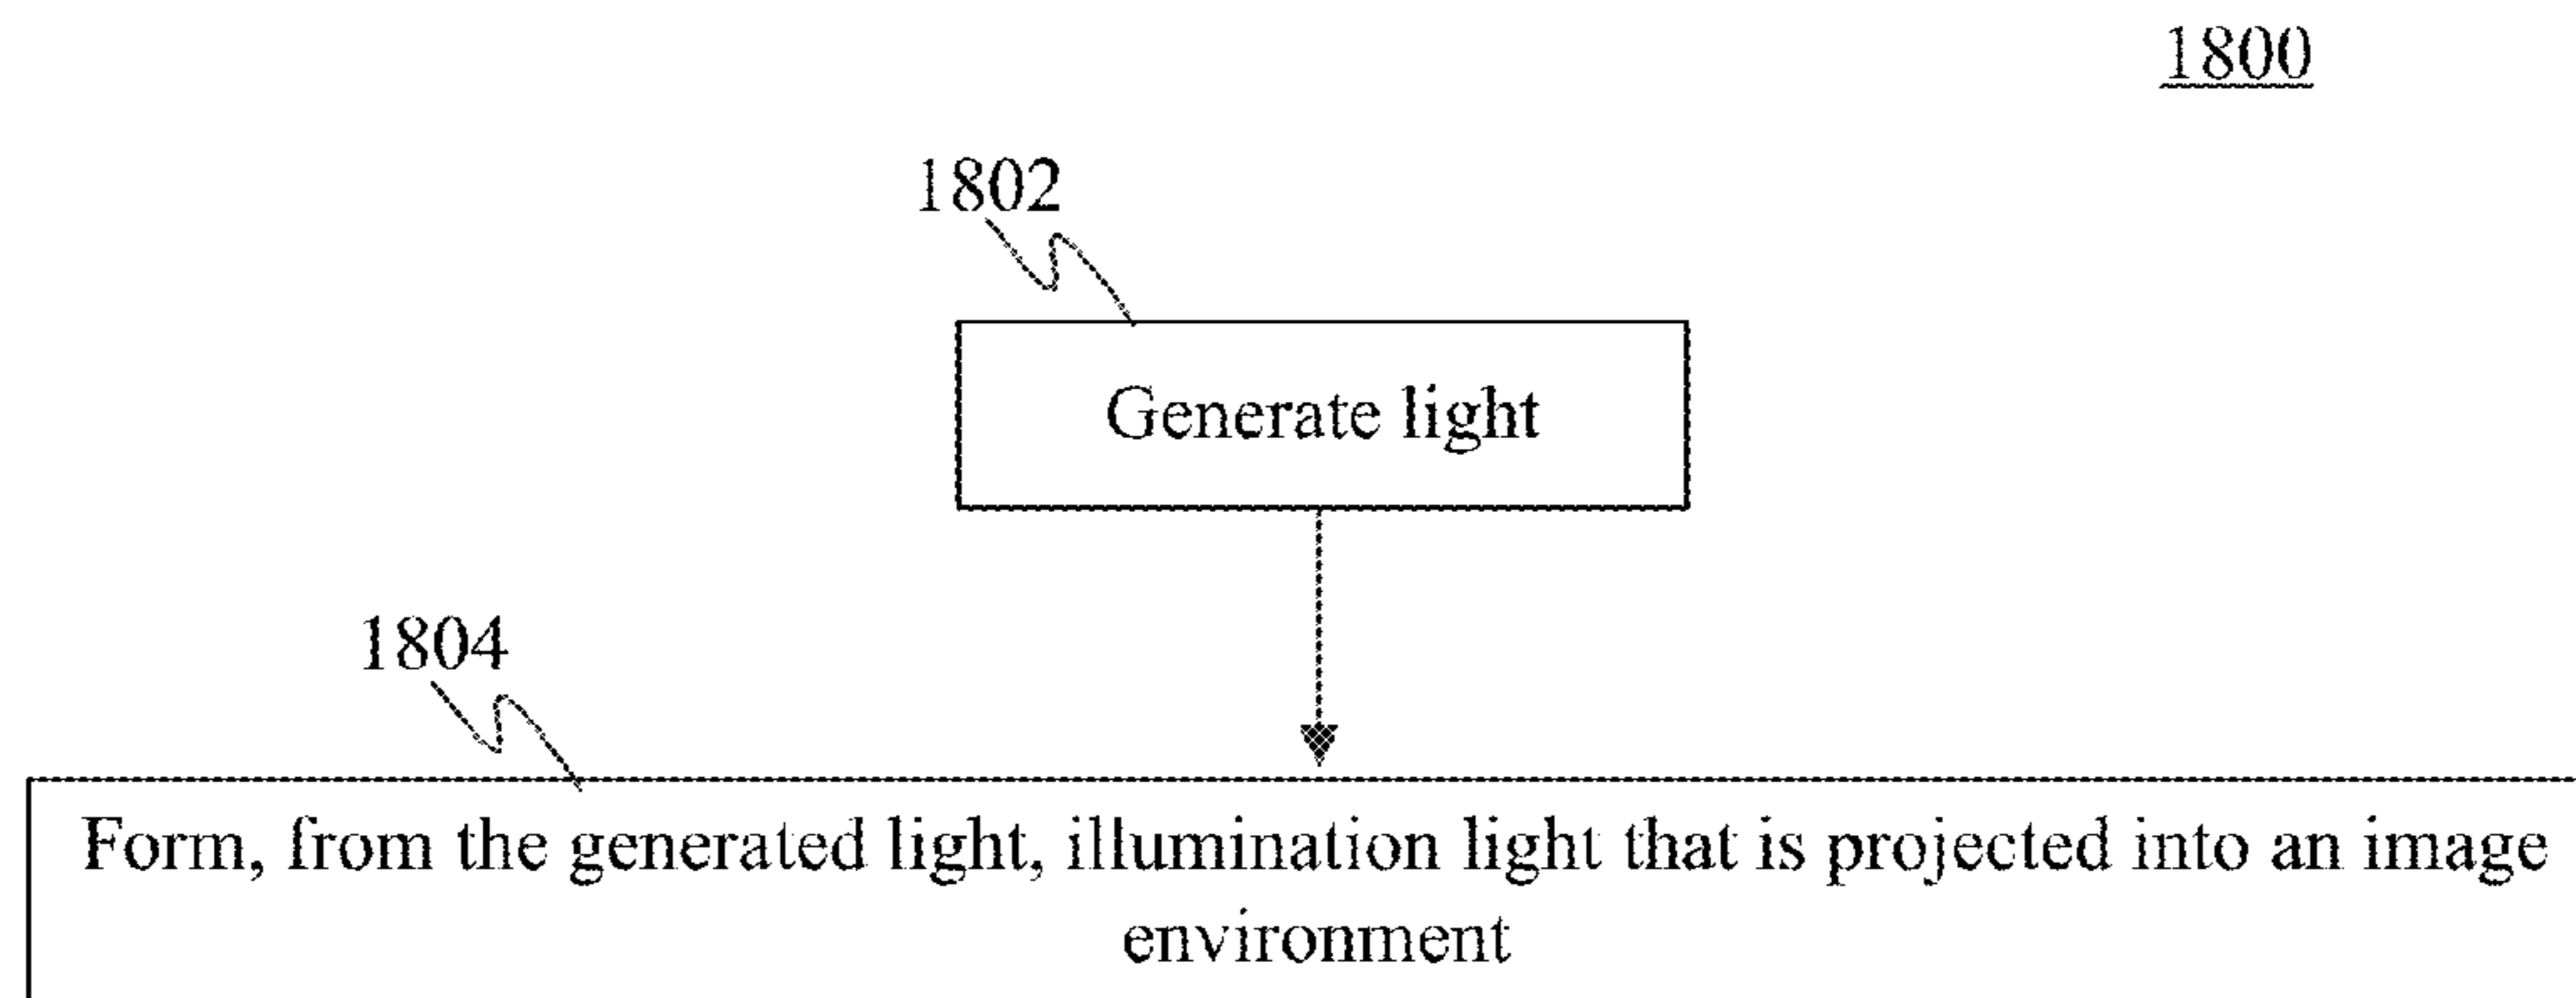 1800
1802
Generate light
1804
Form, from the generated light, illumination light that is projected into an image
environment